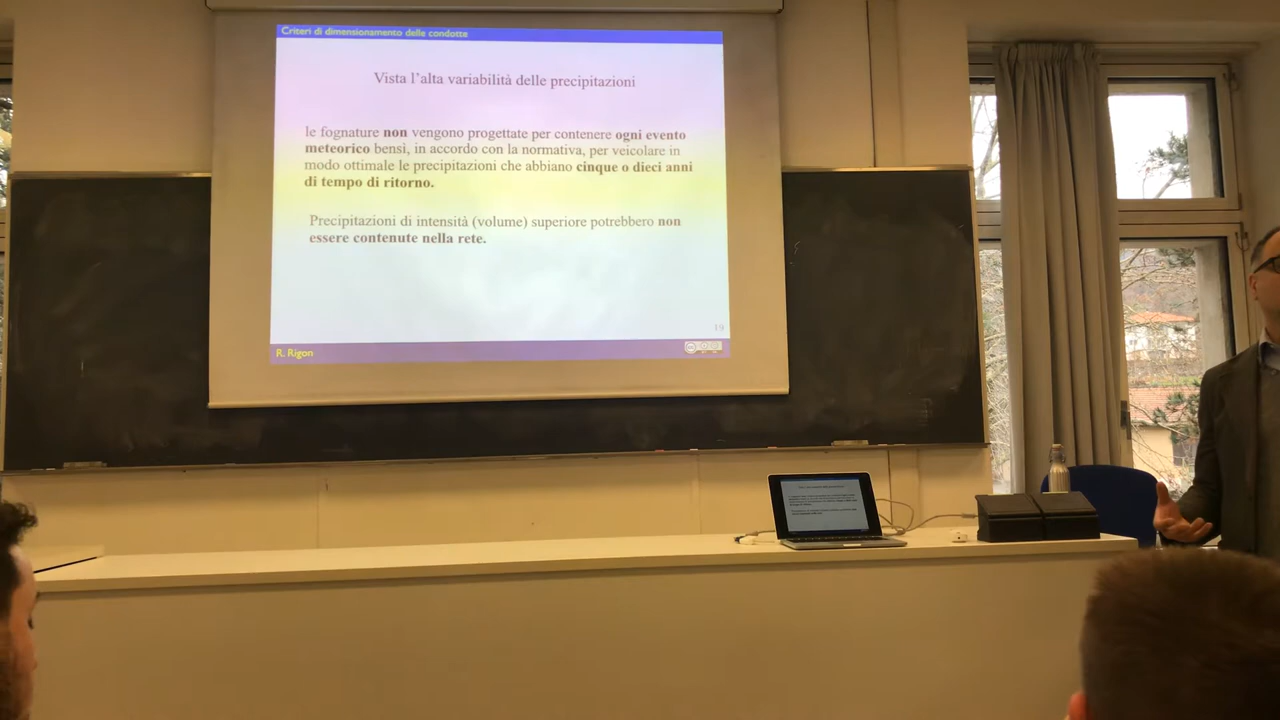 Criteri di dimensionamento delle condotte
Vista l'alta variabilità delle precipitazioni
le fognature non vengono progettate per contenere ogni evento
meteorico bensì, in accordo con la normativa, per veicolare in
modo ottimale le precipitazioni che abbiano cinque o dieci anni
di tempo di ritorno.
Precipitazioni di intensità (volume) superiore potrebbero non
essere contenute nella rete.
19
R. Rigon